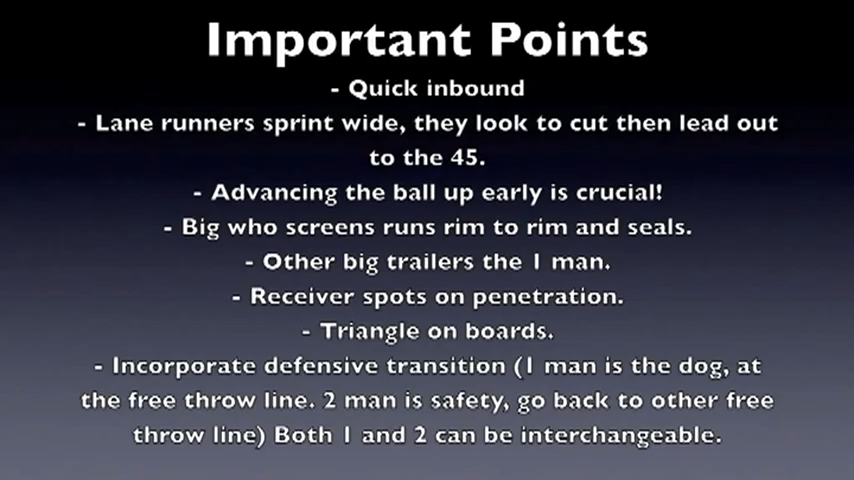 Important Points
- Quick inbound
- Lane runners sprint wide, they look to cut then lead out
to the 45.
- Advancing the ball up early is crucial!
- Big who screens runs rim to rim and seals.
- Other big trailers the 1 man.
- Receiver spots on penetration.
- Triangle on boards.
- Incorporate defensive transition (1 man is the dog, at
the free throw line. 2 man is safety, go back to other free
throw line) Both 1 and 2 can be interchangeable.